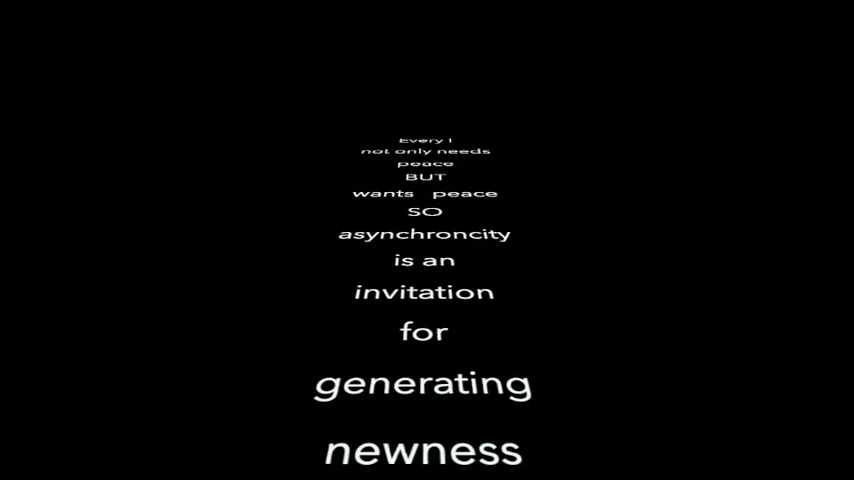 Every I
not only needs
peace
BUT
wants peace
SO
asynchroncity
is an
invitation
for
generating
newness